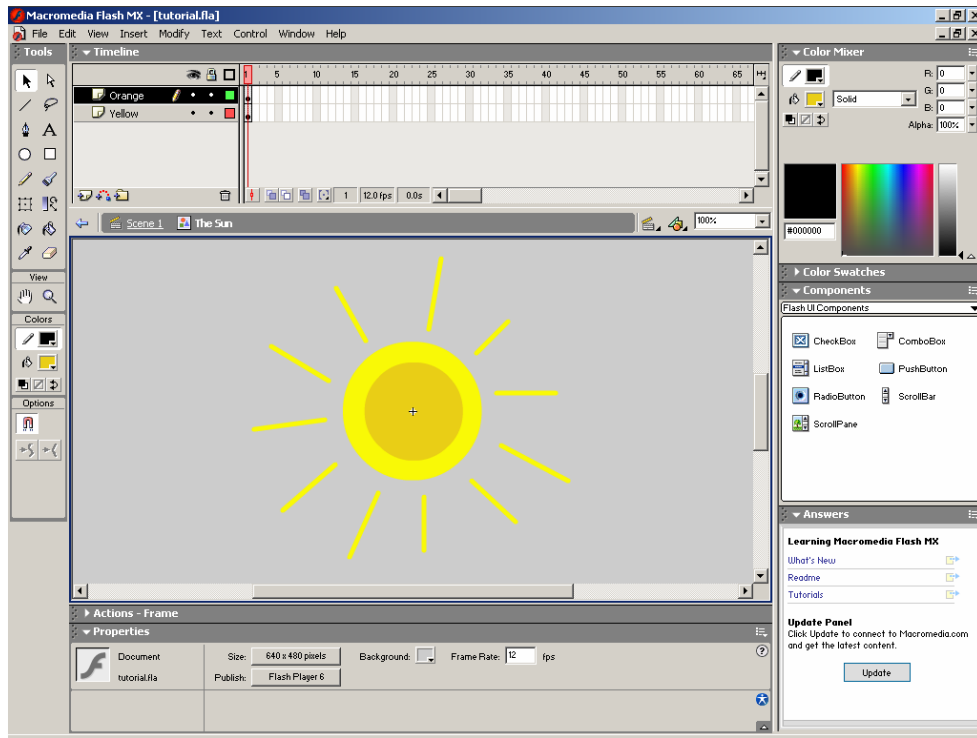 Macromedia Flash MX - [tutorial.fla]
File Edit View Insert Modify Text Control Window Help
Tools
Timeline
1 5 10 15 20 25 30 35 40 45 50 55 60 65
Orange
Yellow
1 12.0 fps 0.0s
Scene 1 The Sun 100%
View
Colors
Options
Actions - Frame
Properties
Document
tutorial.fla
Size: 640 x 480 pixels Background: Frame Rate: 12 fps
Publish: Flash Player 6
Color Mixer
R: 0
G: 0
Solid
B: 0
Alpha: 100%
#000000
Color Swatches
Components
Flash UI Components
CheckBox ComboBox
ListBox PushButton
RadioButton ScrollBar
ScrollPane
Answers
Learning Macromedia Flash MX
What's New
Readme
Tutorials
Update Panel
Click Update to connect to Macromedia.com
and get the latest content.
Update